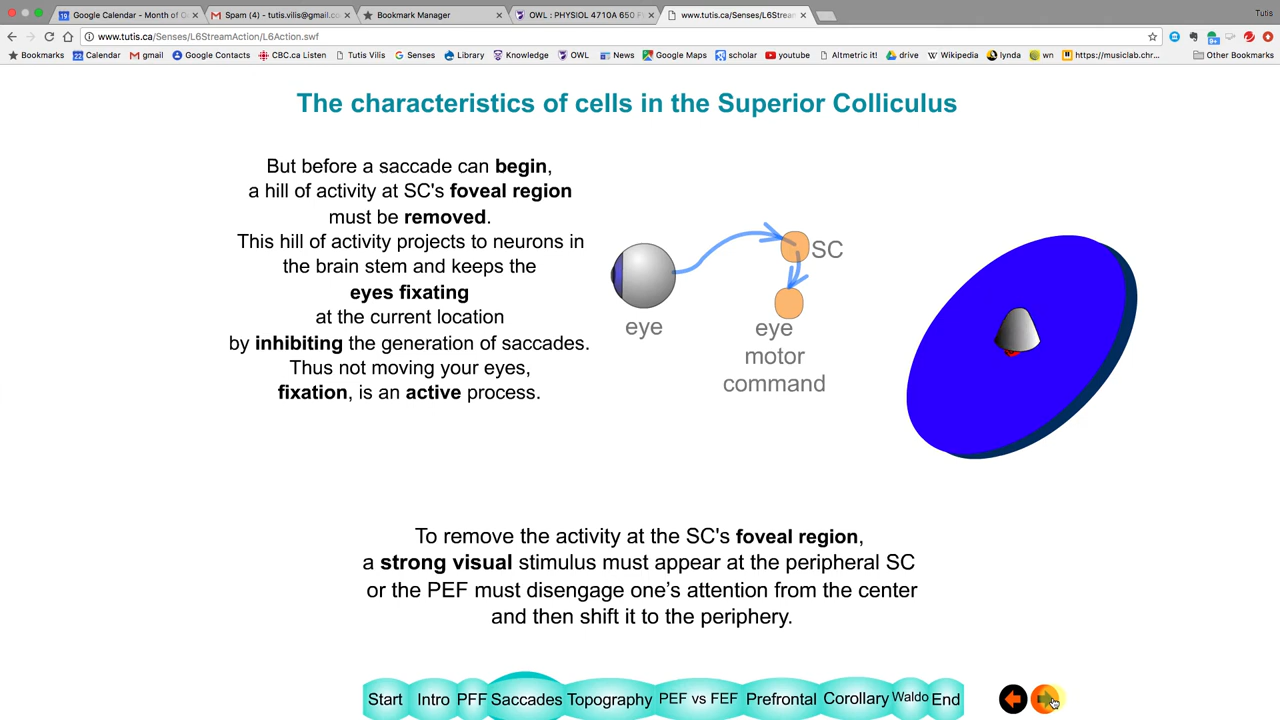 Google Calendar - Month of O
Spam (4) - tutis.vilis@gmail.co
Bookmark Manager
OWL : PHYSIOL 4710A 650 F
www.tutis.ca/Senses/L6Strea
Tutis
www.tutis.ca/Senses/L6StreamAction/L6Action.swf
Bookmarks Calendar gmail Google Contacts CBC.ca Listen Tutis Vilis Senses Library Knowledge OWL News Google Maps scholar youtube Altmetric it! drive Wikipedia lynda wn https://musiclab.chr... Other Bookmarks
The characteristics of cells in the Superior Colliculus
But before a saccade can begin,
a hill of activity at SC's foveal region
must be removed.
This hill of activity projects to neurons in
the brain stem and keeps the
eyes fixating
at the current location
by inhibiting the generation of saccades.
Thus not moving your eyes,
fixation, is an active process.
SC
eye
eye
motor
command
To remove the activity at the SC's foveal region,
a strong visual stimulus must appear at the peripheral SC
or the PEF must disengage one's attention from the center
and then shift it to the periphery.
Start Intro PFF Saccades Topography PEF vs FEF Prefrontal Corollary Waldo End